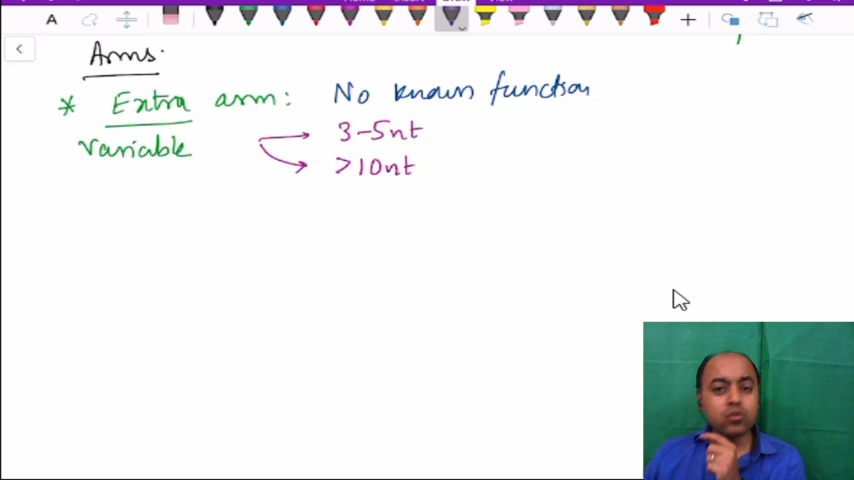 Arms.
* Extra arm: No known function
variable 3-5nt
>10nt